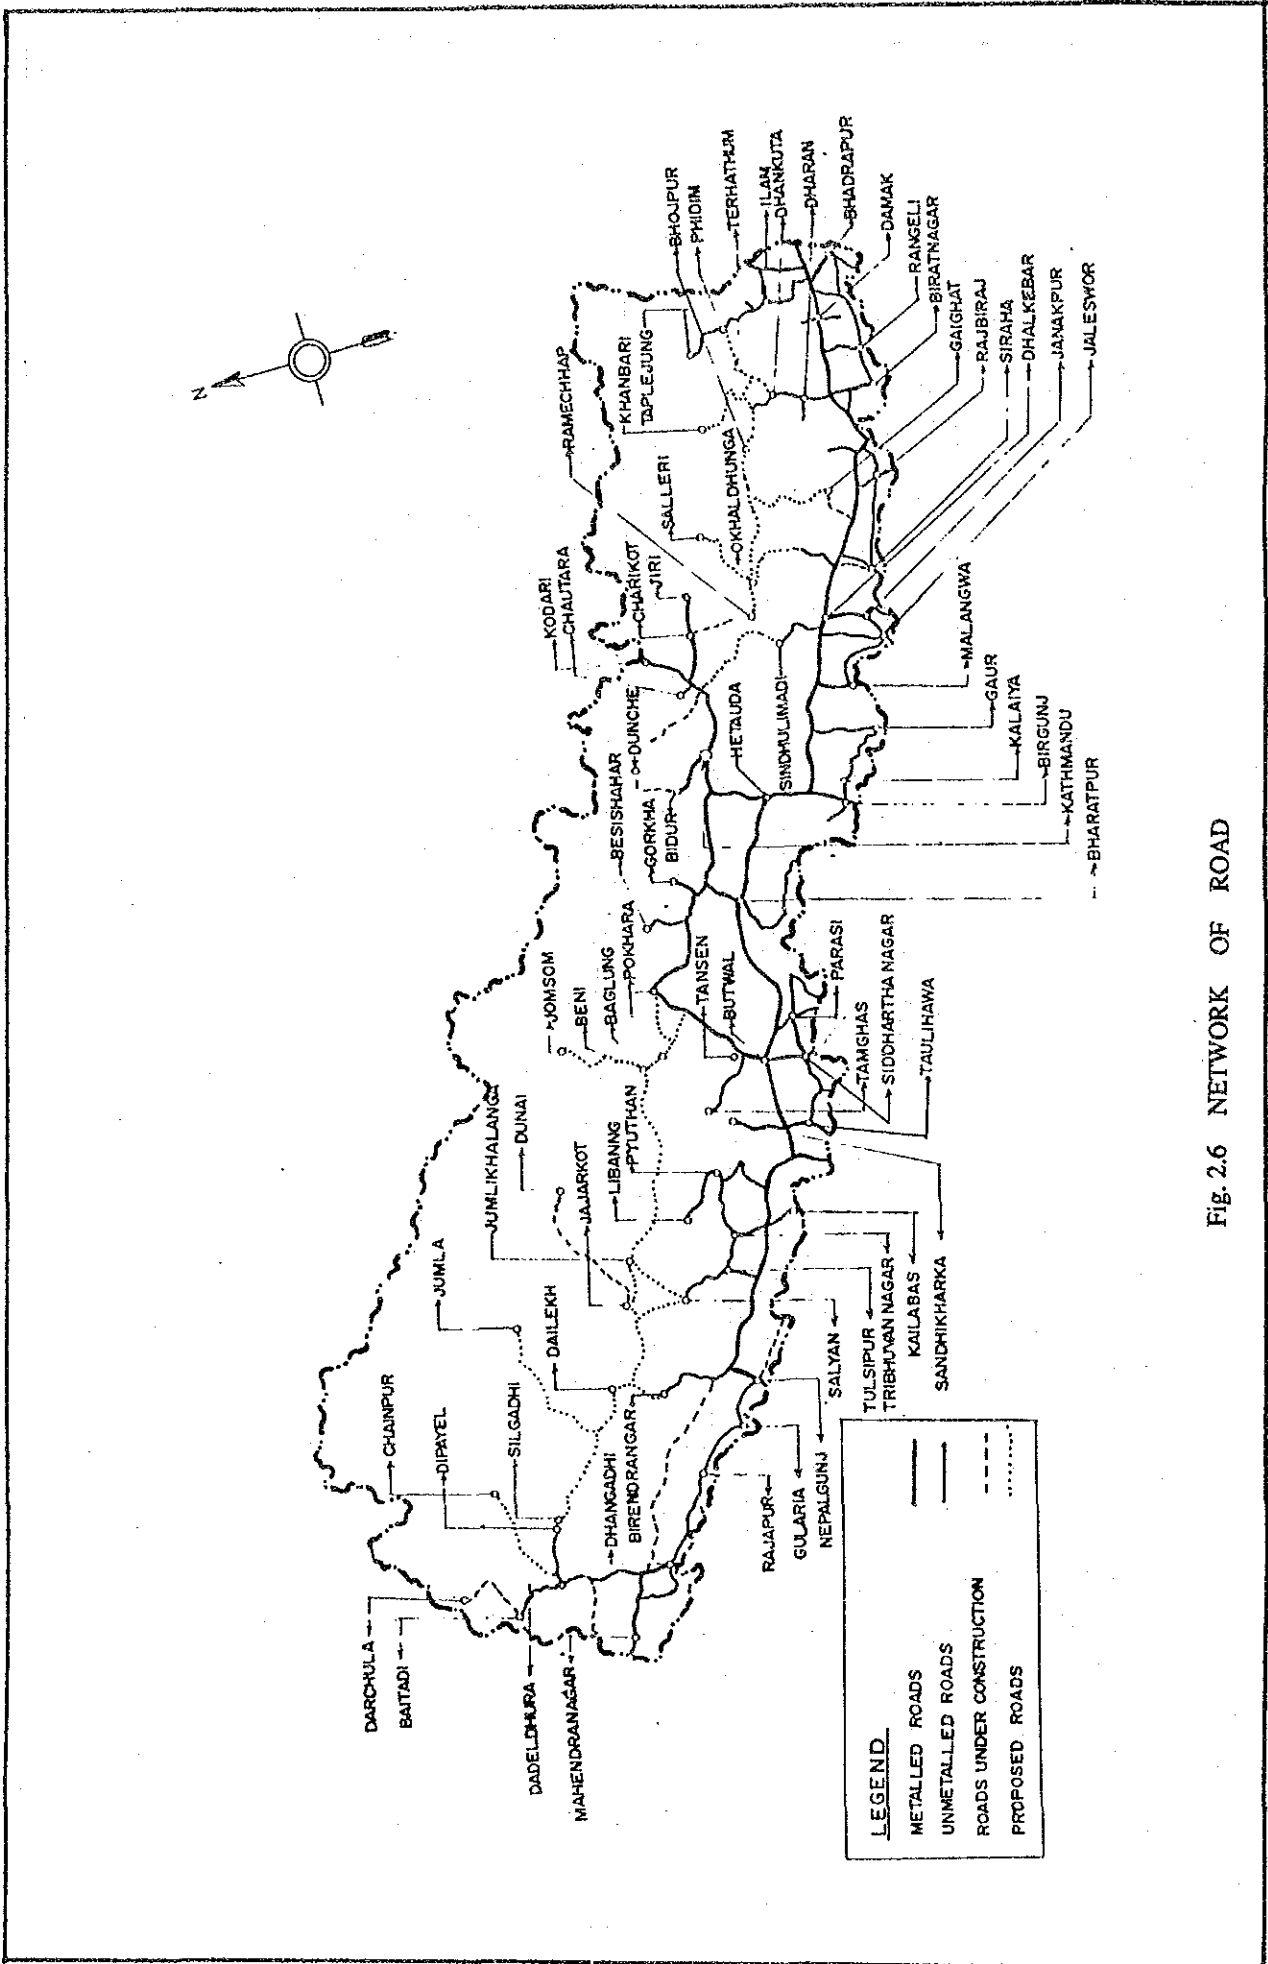 N
DARCHULA
BAITADI
DADELDHURA
MAHENDRANAGAR
CHAINPUR
DIPAYEL
SILGADHI
DHANGADHI
BIRENDRANGAR
JUMLA
DAILEKH
JUMLIKHALANGA
DUNAI
JAJARKOT
LIBANNG
PYUTHAN
JOMSOM
BENI
BAGLUNG
POKHARA
TANSEN
BUTWAL
BESISHAHAR
GORKHA
BIDUR
DUNCHE
HETAUDA
SINDHULIMADI
KODARI
CHAUTARA
CHARIKOT
JIRI
RAMECHHAP
SALLERI
OKHALDHUNGA
KHANBARI
TAPLEJUNG
BHOJPUR
PHIDIM
TERHATHUM
ILAM
DHANKUTA
DHARAN
BHADRAPUR
DAMAK
RANGELI
BIRATNAGAR
GAIGHAT
RAJBIRAJ
SIRAHA
DHALKEBAR
JANAKPUR
JALESWOR
MALANGWA
GAUR
KALAIYA
BIRGUNJ
KATHMANDU
BHARATPUR
PARASI
TAMGHAS
SIDDHARTHA NAGAR
TAULIHAWA
SALYAN
TULSIPUR
TRIBHUVAN NAGAR
KAILABAS
SANDHIKHARKA
RAJAPUR
GULARIA
NEPALGUNJ
LEGEND
METALLED ROADS
UNMETALLED ROADS
ROADS UNDER CONSTRUCTION
PROPOSED ROADS
Fig. 2.6 NETWORK OF ROAD